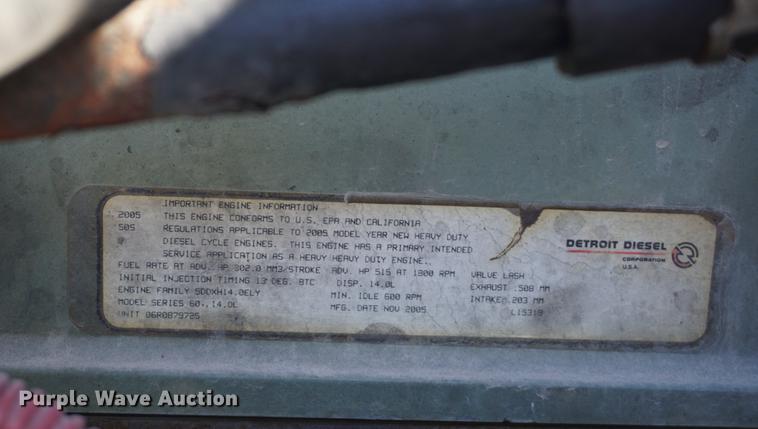 IMPORTANT ENGINE INFORMATION
2005 THIS ENGINE CONFORMS TO U.S. EPA AND CALIFORNIA
505 REGULATIONS APPLICABLE TO 2005 MODEL YEAR NEW HEAVY DUTY
DIESEL CYCLE ENGINES. THIS ENGINE HAS A PRIMARY INTENDED
SERVICE APPLICATION AS A HEAVY HEAVY DUTY ENGINE.
FUEL RATE AT ADV. HP 302.0 MM3/STROKE ADV. HP 515 AT 1800 RPM VALVE LASH
INITIAL INJECTION TIMING 13 DEG. BTC DISP. 14.0L EXHAUST .508 MM
ENGINE FAMILY 5DDXH14.0ELY MIN. IDLE 600 RPM INTAKE .203 MM
MODEL SERIES 60, 14.0L MFG. DATE NOV 2005 L15319
UNIT 06R0879725
DETROIT DIESEL
CORPORATION
U.S.A.
Purple Wave Auction